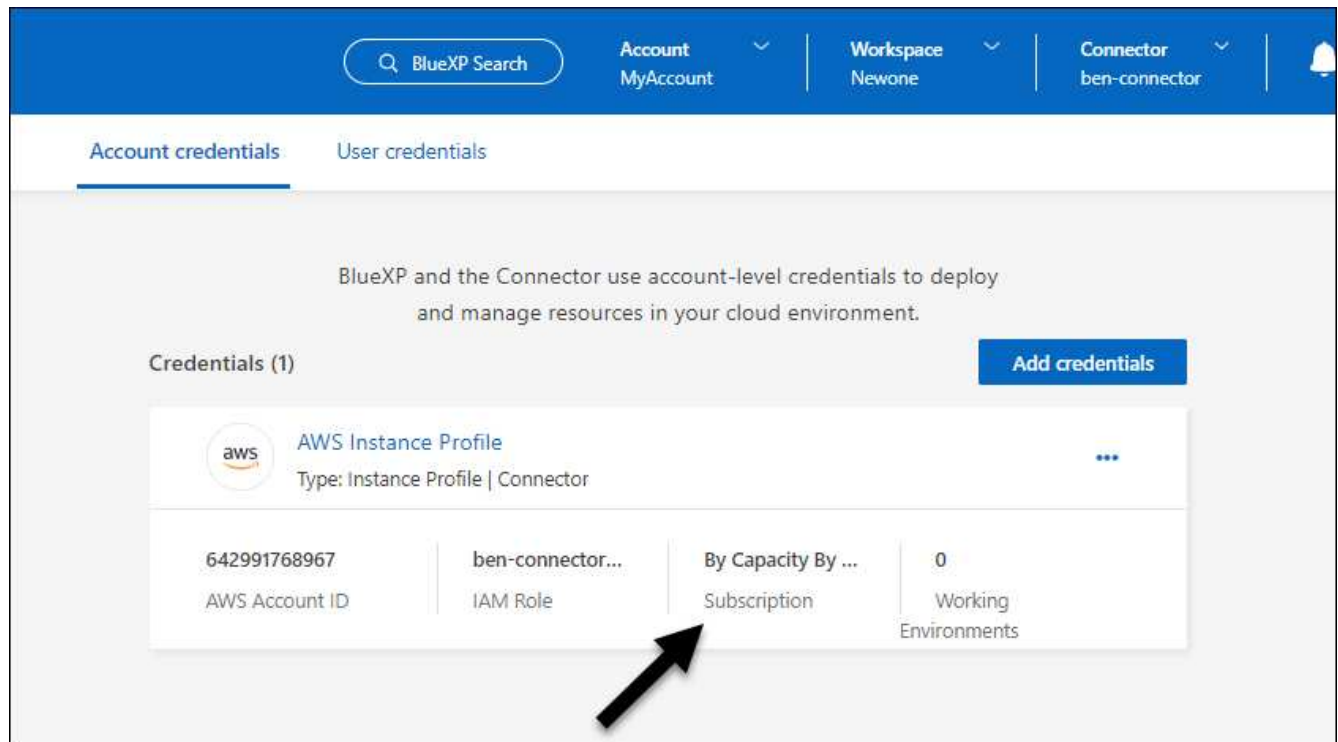 BlueXP Search
Account
MyAccount
Workspace
Newone
Connector
ben-connector
Account credentials
User credentials
BlueXP and the Connector use account-level credentials to deploy
and manage resources in your cloud environment.
Credentials (1)
Add credentials
aws
AWS Instance Profile
Type: Instance Profile | Connector
642991768967
AWS Account ID
ben-connector...
IAM Role
By Capacity By ...
Subscription
0
Working
Environments